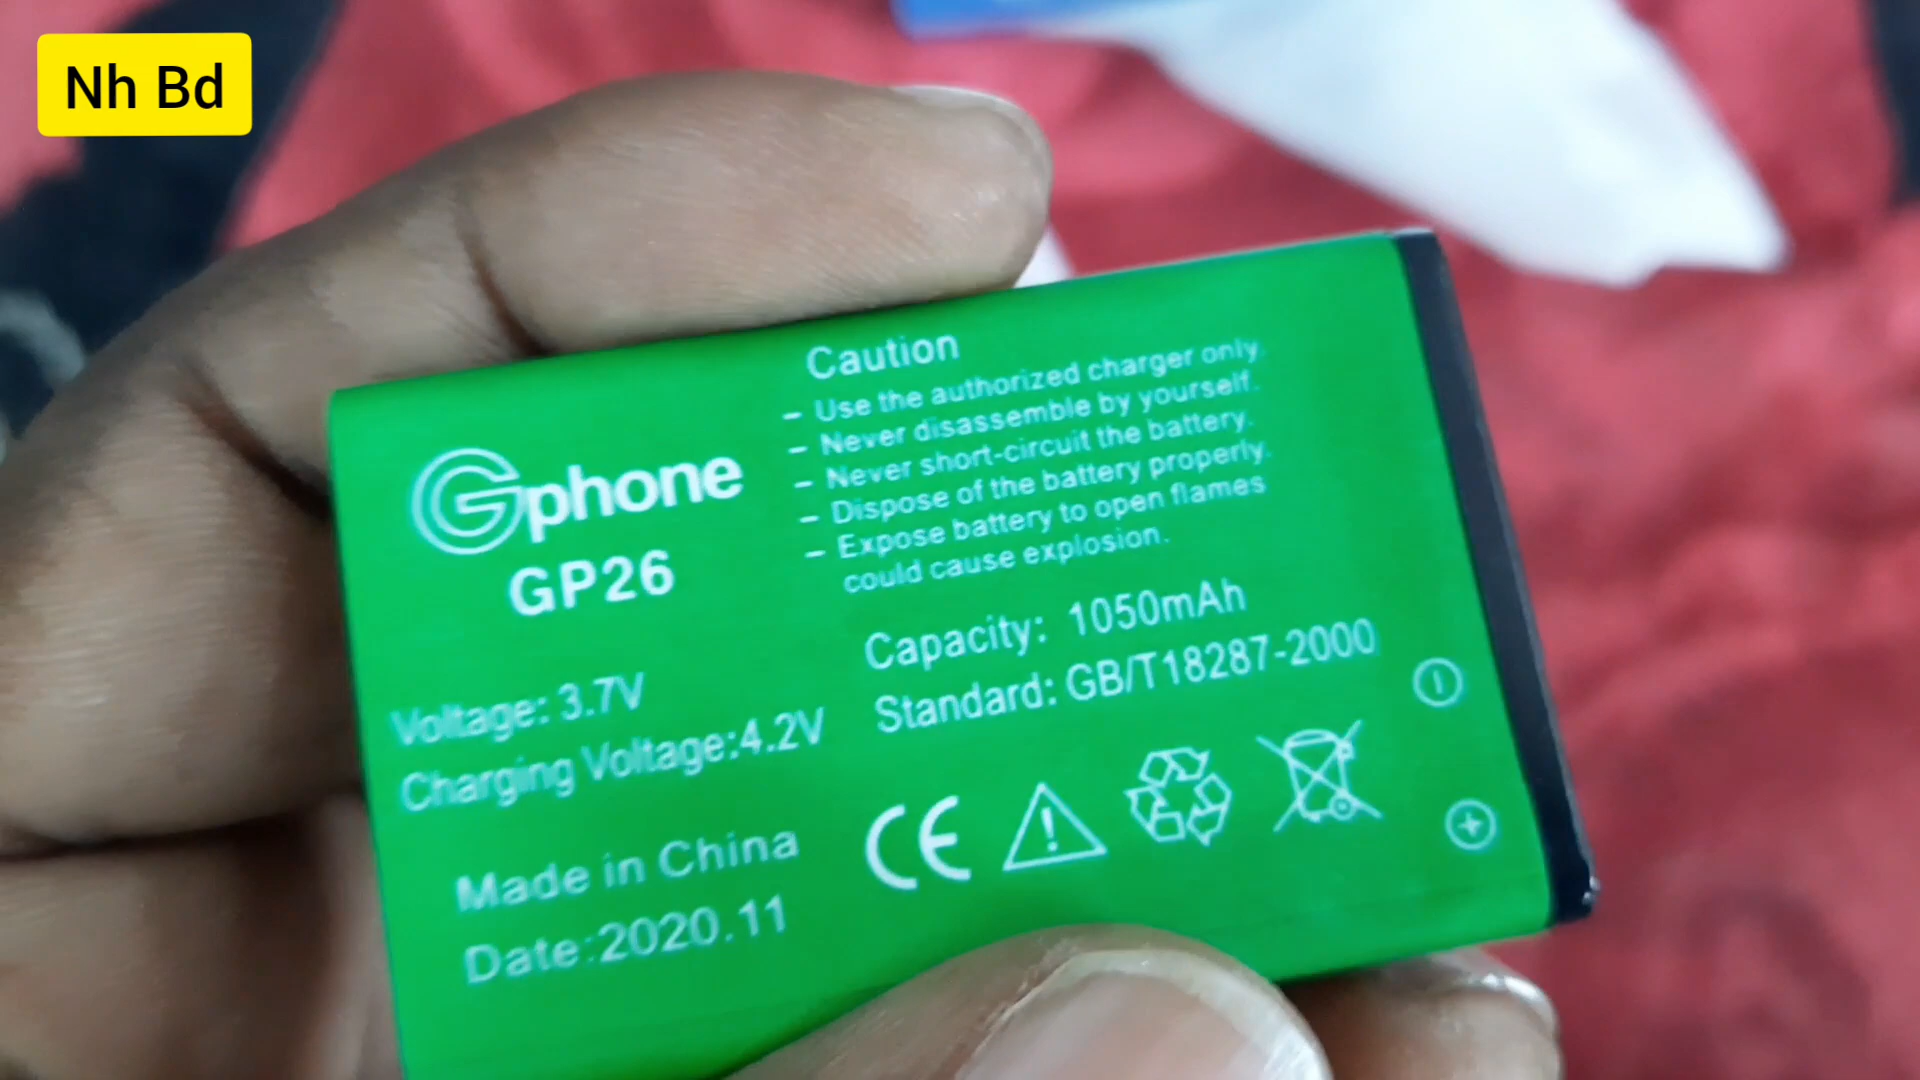 Nh Bd
Caution
– Use the authorized charger only.
– Never disassemble by yourself.
– Never short-circuit the battery.
– Dispose of the battery properly.
– Expose battery to open flames
could cause explosion.
Gphone
GP26
Capacity: 1050mAh
Standard: GB/T18287-2000
Voltage: 3.7V
Charging Voltage:4.2V
CE
Made in China
Date:2020.11